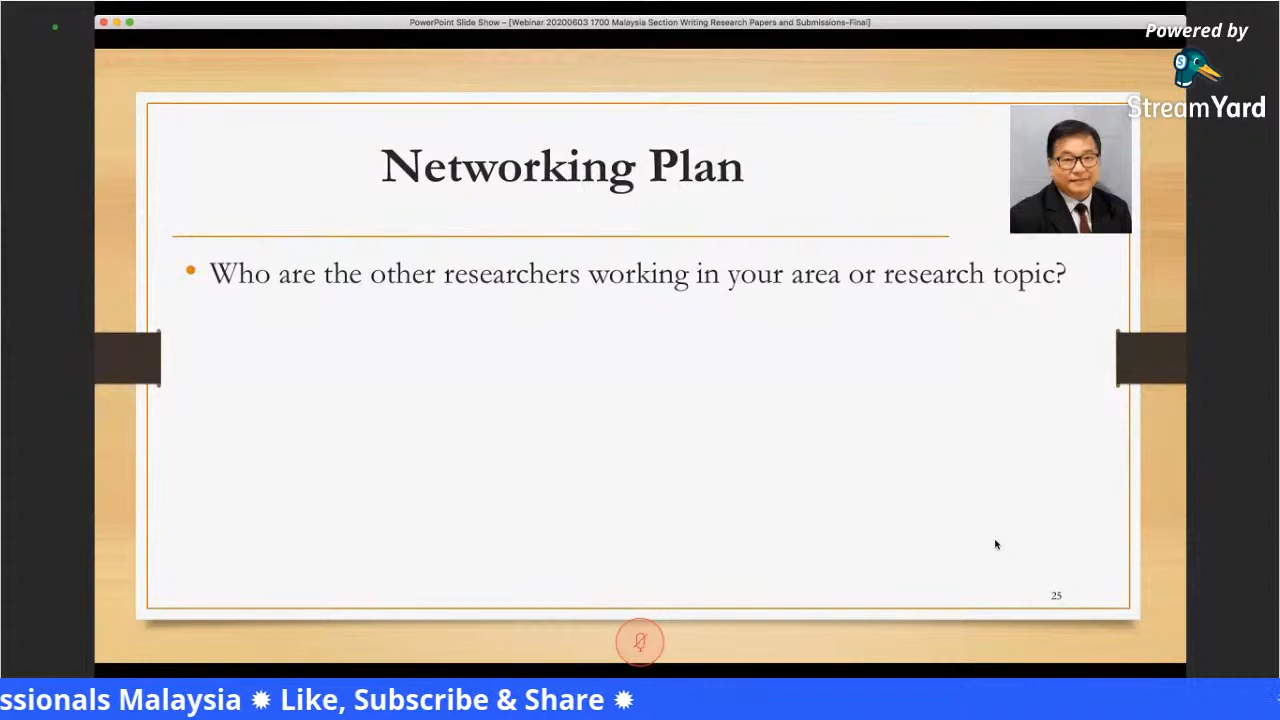 PowerPoint Slide Show – [Webinar 20200603 1700 Malaysia Section Writing Research Papers and Submissions-Final]
Powered by
StreamYard
Networking Plan
• Who are the other researchers working in your area or research topic?
25
ssionals Malaysia ✹ Like, Subscribe & Share ✹